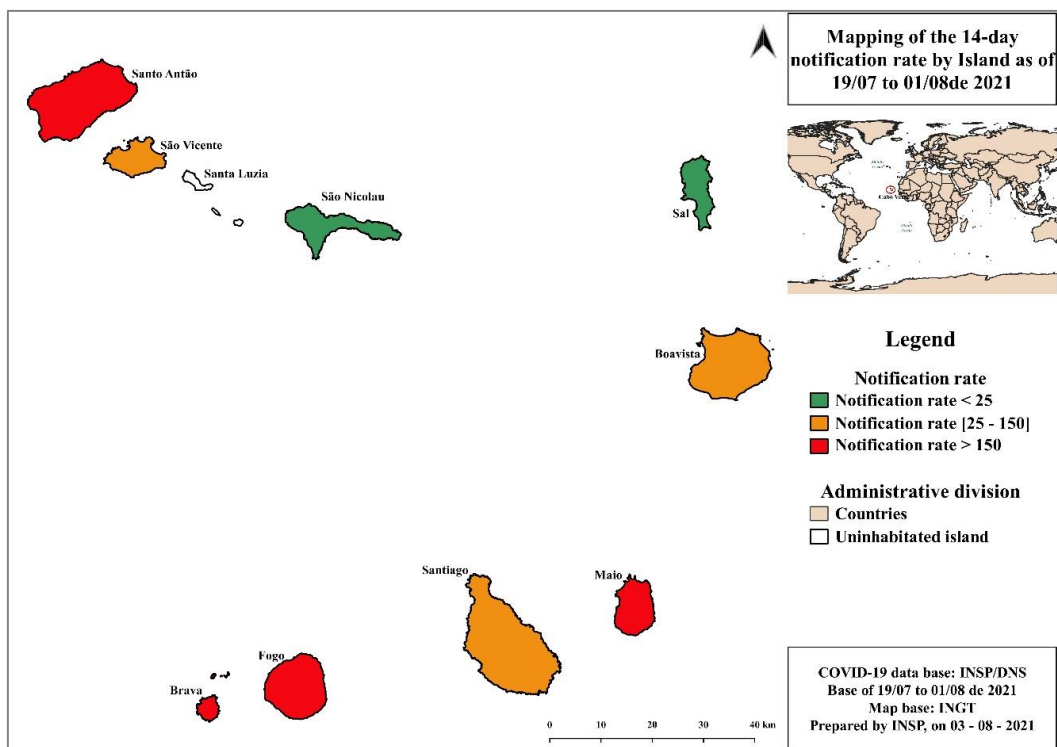 Mapping of the 14-day
notification rate by Island as of
19/07 to 01/08de 2021
Santo Antão
São Vicente
Santa Luzia
São Nicolau
Sal
Boavista
Legend
Notification rate
Notification rate < 25
Notification rate [25 - 150]
Notification rate > 150
Administrative division
Countries
Uninhabitated island
Santiago
Maio
Fogo
Brava
0 10 20 30 40 km
COVID-19 data base: INSP/DNS
Base of 19/07 to 01/08 de 2021
Map base: INGT
Prepared by INSP, on 03 - 08 - 2021